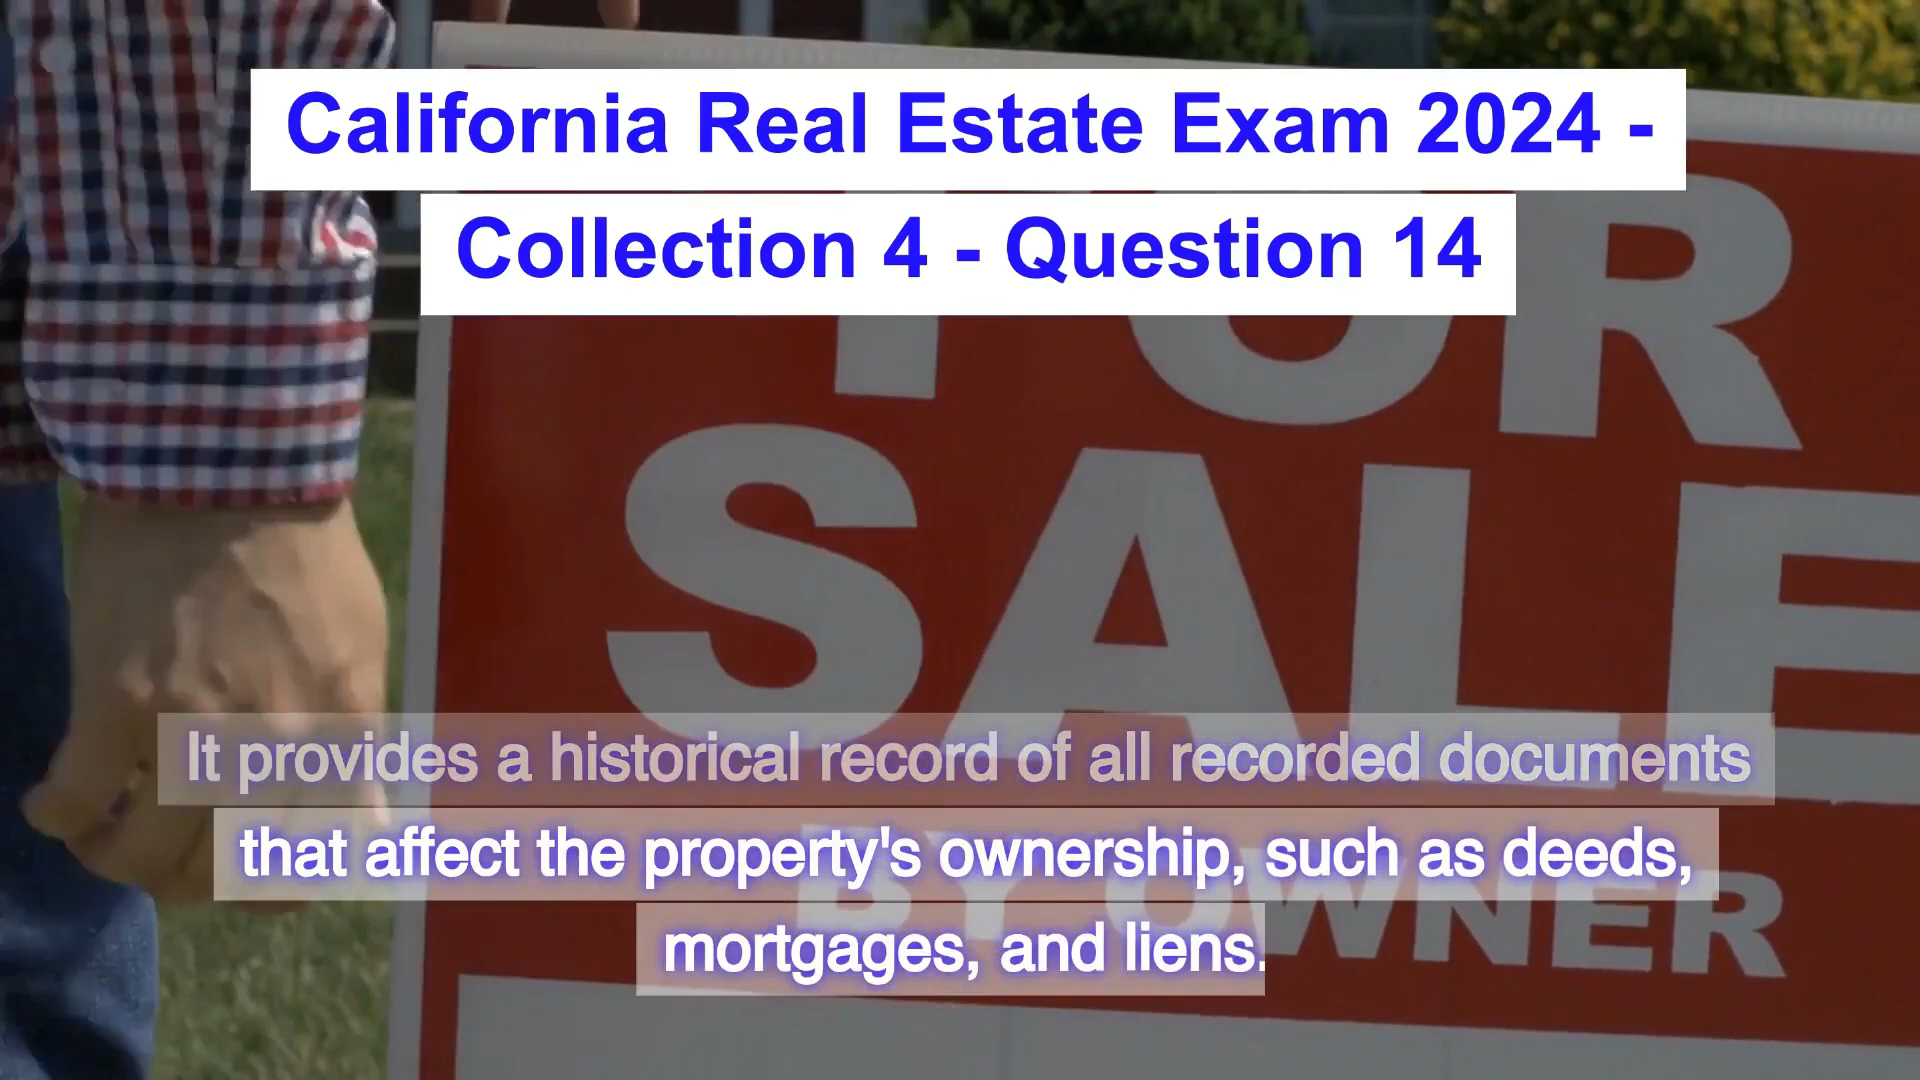 California Real Estate Exam 2024 -
Collection 4 - Question 14
FOR
SALE
It provides a historical record of all recorded documents
that affect the property's ownership, such as deeds,
mortgages, and liens.
BY OWNER